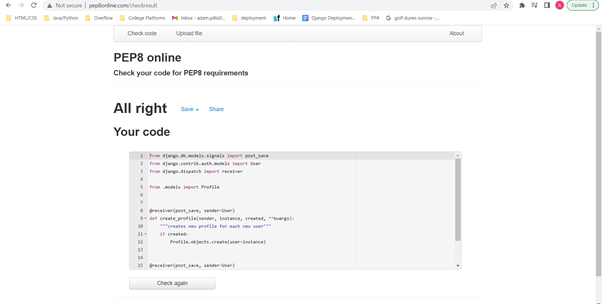 Not secure | pep8online.com/checkresult
Update
HTML/CSS Java/Python Overflow College Platforms Inbox - adam.pillx0... deployment Home Django Deploymen... PP4 golf dunes sunrise -...
Check code Upload file About
PEP8 online
Check your code for PEP8 requirements
All right Save Share
Your code
1 from django.db.models.signals import post_save
2 from django.contrib.auth.models import User
3 from django.dispatch import receiver
4
5 from .models import Profile
6
7
8 @receiver(post_save, sender=User)
9 def create_profile(sender, instance, created, **kwargs):
10 """creates new profile for each new user"""
11 if created:
12 Profile.objects.create(user=instance)
13
14
15 @receiver(post_save, sender=User)
Check again